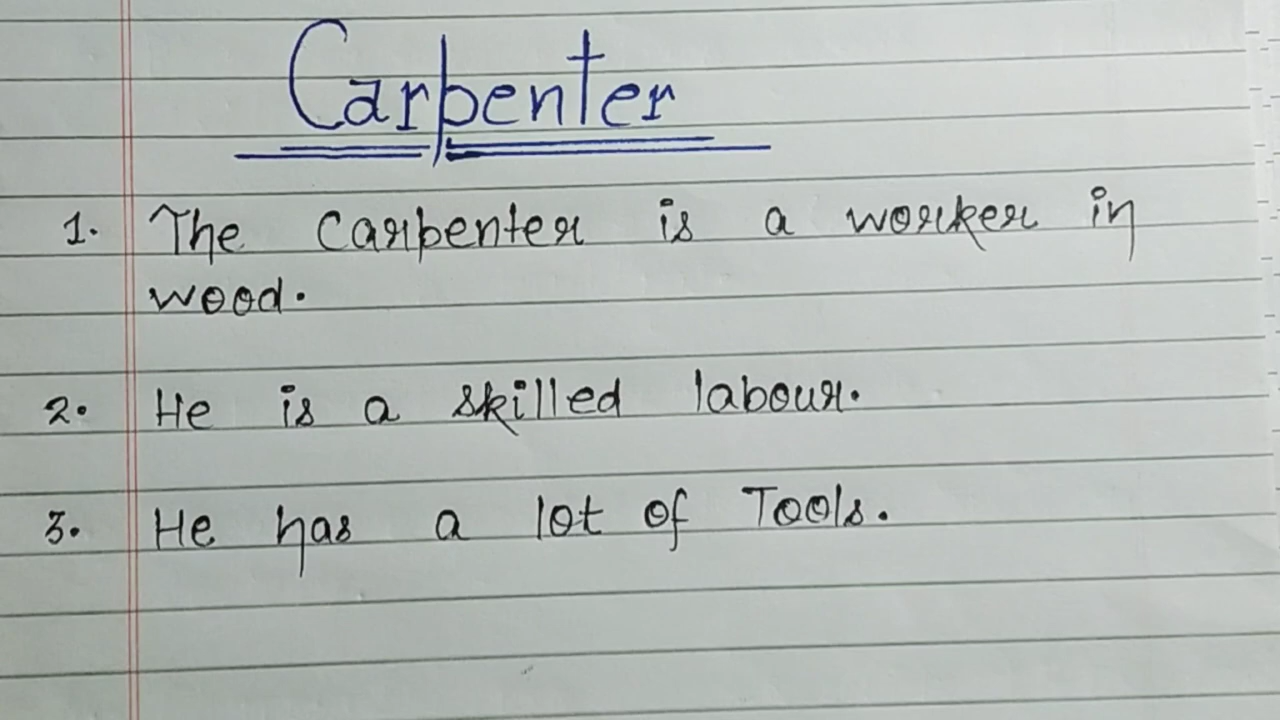 Carpenter
1. The carpenter is a worker in
wood.
2. He is a skilled labour.
3. He has a lot of Tools.